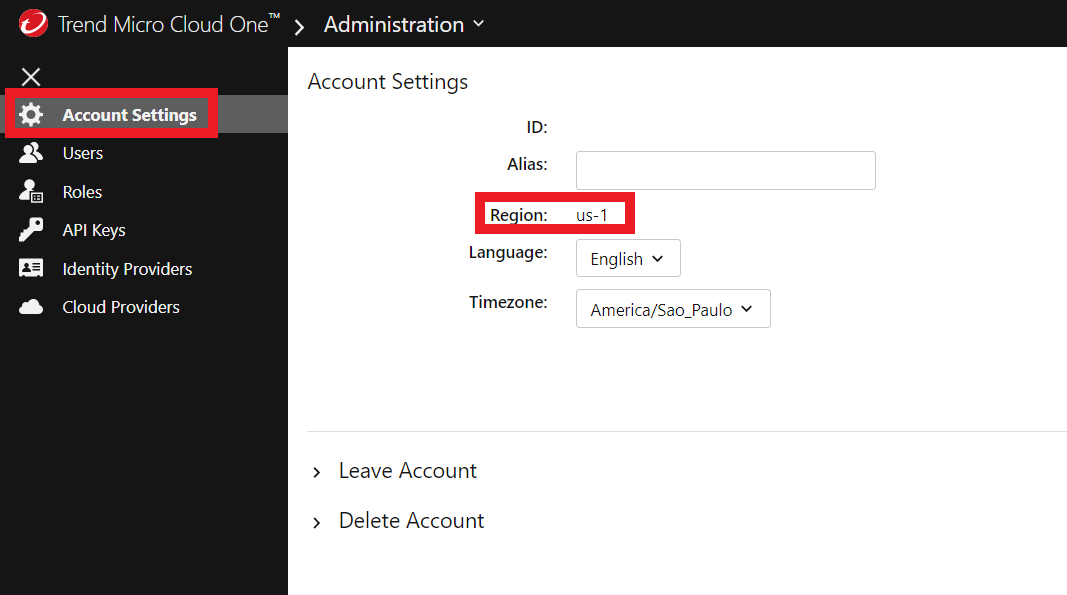 Trend Micro Cloud One™ Administration
Account Settings
Users
Roles
API Keys
Identity Providers
Cloud Providers
Account Settings
ID:
Alias:
Region: us-1
Language: English
Timezone: America/Sao_Paulo
Leave Account
Delete Account